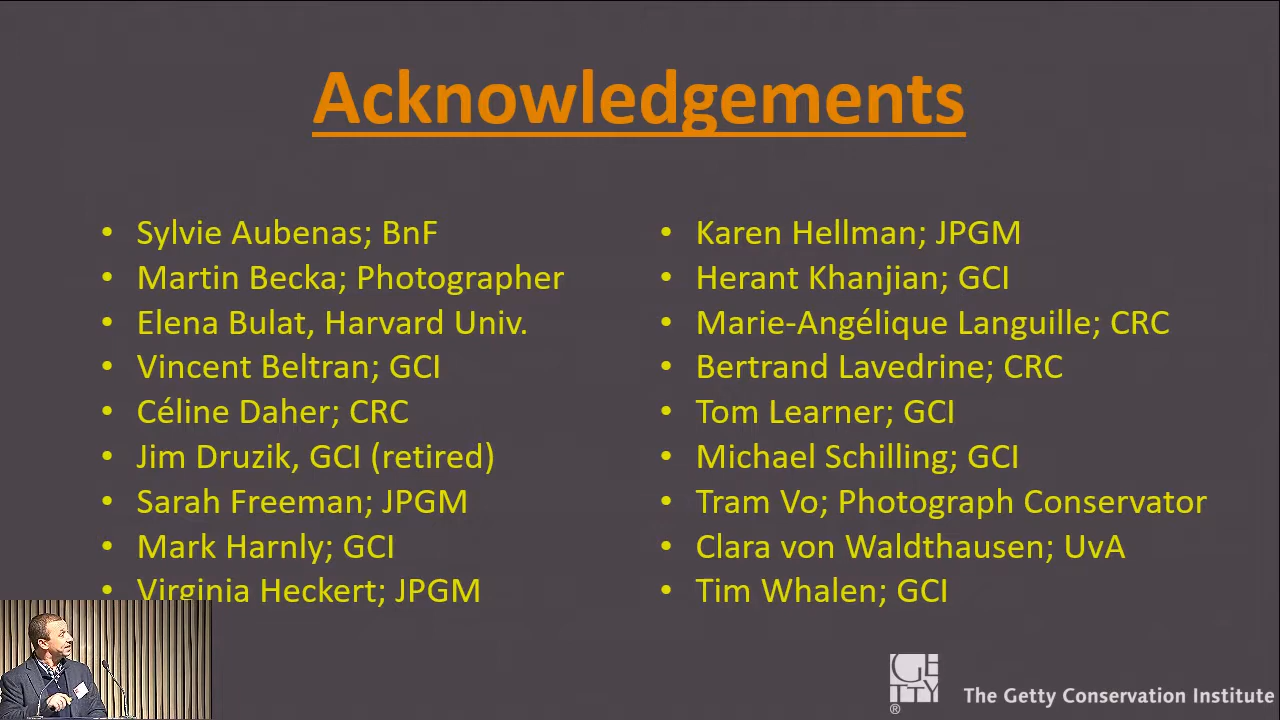 Acknowledgements
• Sylvie Aubenas; BnF
• Martin Becka; Photographer
• Elena Bulat, Harvard Univ.
• Vincent Beltran; GCI
• Céline Daher; CRC
• Jim Druzik, GCI (retired)
• Sarah Freeman; JPGM
• Mark Harnly; GCI
• Virginia Heckert; JPGM
• Karen Hellman; JPGM
• Herant Khanjian; GCI
• Marie-Angélique Languille; CRC
• Bertrand Lavedrine; CRC
• Tom Learner; GCI
• Michael Schilling; GCI
• Tram Vo; Photograph Conservator
• Clara von Waldthausen; UvA
• Tim Whalen; GCI
GE
TTY
®
The Getty Conservation Institute